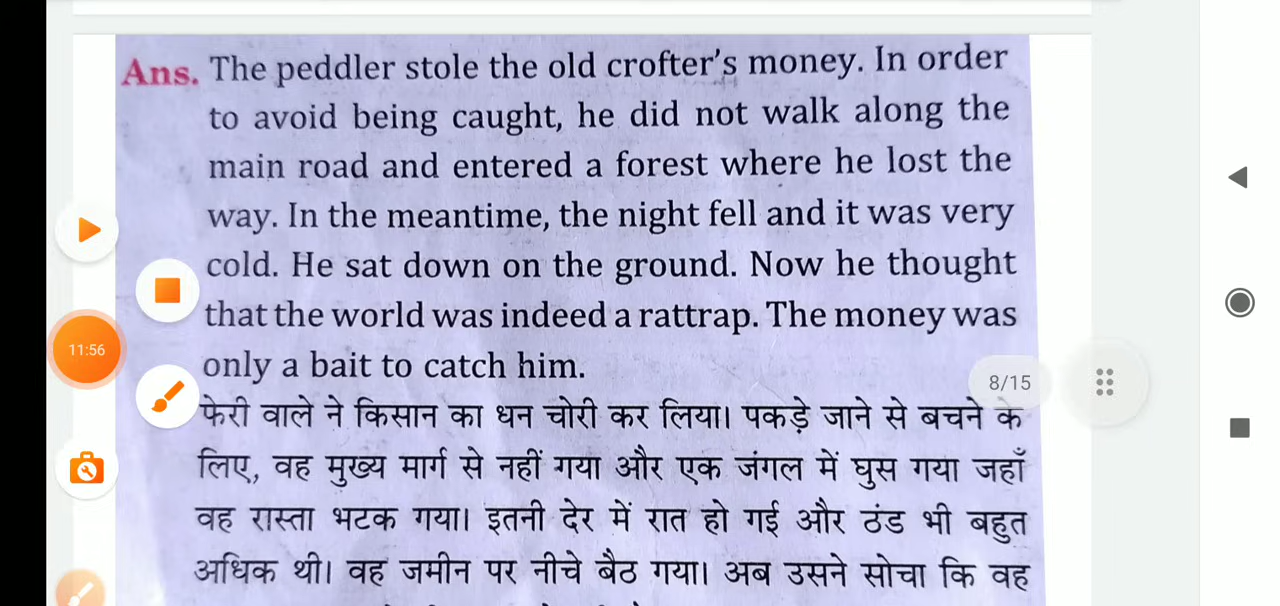 Ans. The peddler stole the old crofter's money. In order
to avoid being caught, he did not walk along the
main road and entered a forest where he lost the
way. In the meantime, the night fell and it was very
cold. He sat down on the ground. Now he thought
that the world was indeed a rattrap. The money was
only a bait to catch him.
फेरी वाले ने किसान का धन चोरी कर लिया। पकड़े जाने से बचने के
लिए, वह मुख्य मार्ग से नहीं गया और एक जंगल में घुस गया जहाँ
वह रास्ता भटक गया। इतनी देर में रात हो गई और ठंड भी बहुत
अधिक थी। वह जमीन पर नीचे बैठ गया। अब उसने सोचा कि वह
11:56
8/15